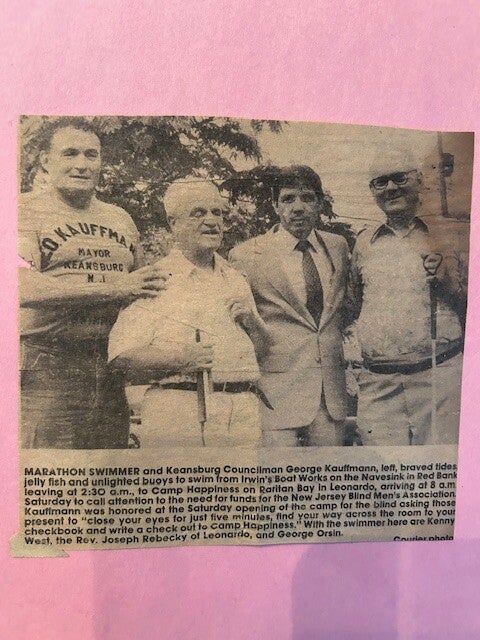 O KAUFFMAN
MAYOR
KEANSBURG
N.J.
MARATHON SWIMMER and Keansburg Councilman George Kauffmann, left, braved tides,
jelly fish and unlighted buoys to swim from Irwin's Boat Works on the Navesink in Red Bank
leaving at 2:30 a.m., to Camp Happiness on Raritan Bay in Leonardo, arriving at 8 a.m.
Saturday to call attention to the need for funds for the New Jersey Blind Men's Association.
Kauffmann was honored at the Saturday opening of the camp for the blind asking those
present to "close your eyes for just five minutes, find your way across the room to your
checkbook and write a check out to Camp Happiness." With the swimmer here are Kenny
West, the Rev. Joseph Rebecky of Leonardo, and George Orsin.
Courier photo